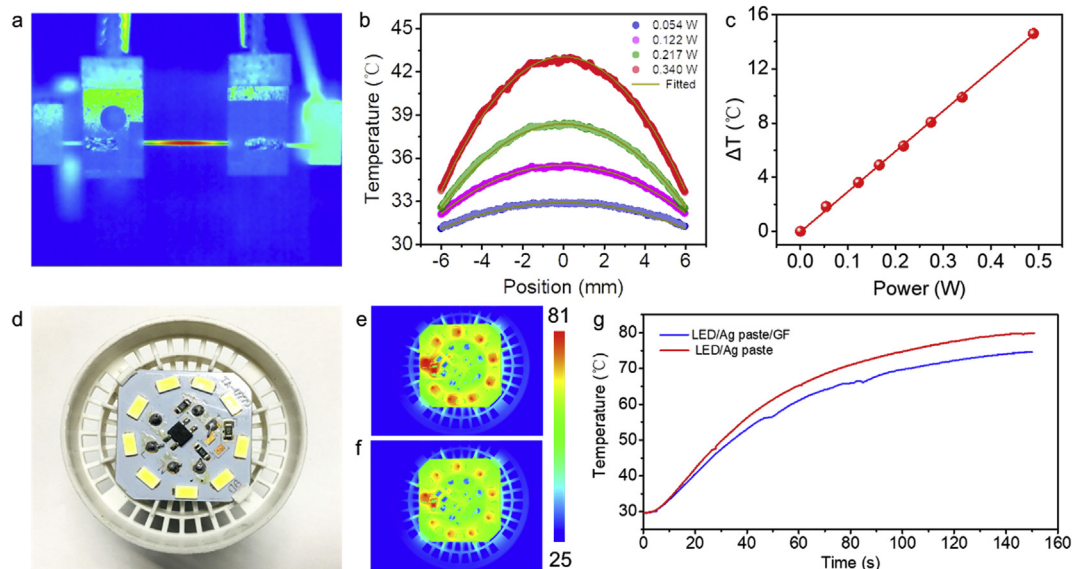 a
b
Temperature (℃)
45
42
39
36
33
30
0.054 W
0.122 W
0.217 W
0.340 W
Fitted
-6 -4 -2 0 2 4 6
Position (mm)
c
ΔT (℃)
16
12
8
4
0
0.0 0.1 0.2 0.3 0.4 0.5
Power (W)
d
e
f
81
25
g
Temperature (℃)
80
70
60
50
40
30
LED/Ag paste/GF
LED/Ag paste
0 20 40 60 80 100 120 140 160
Time (s)